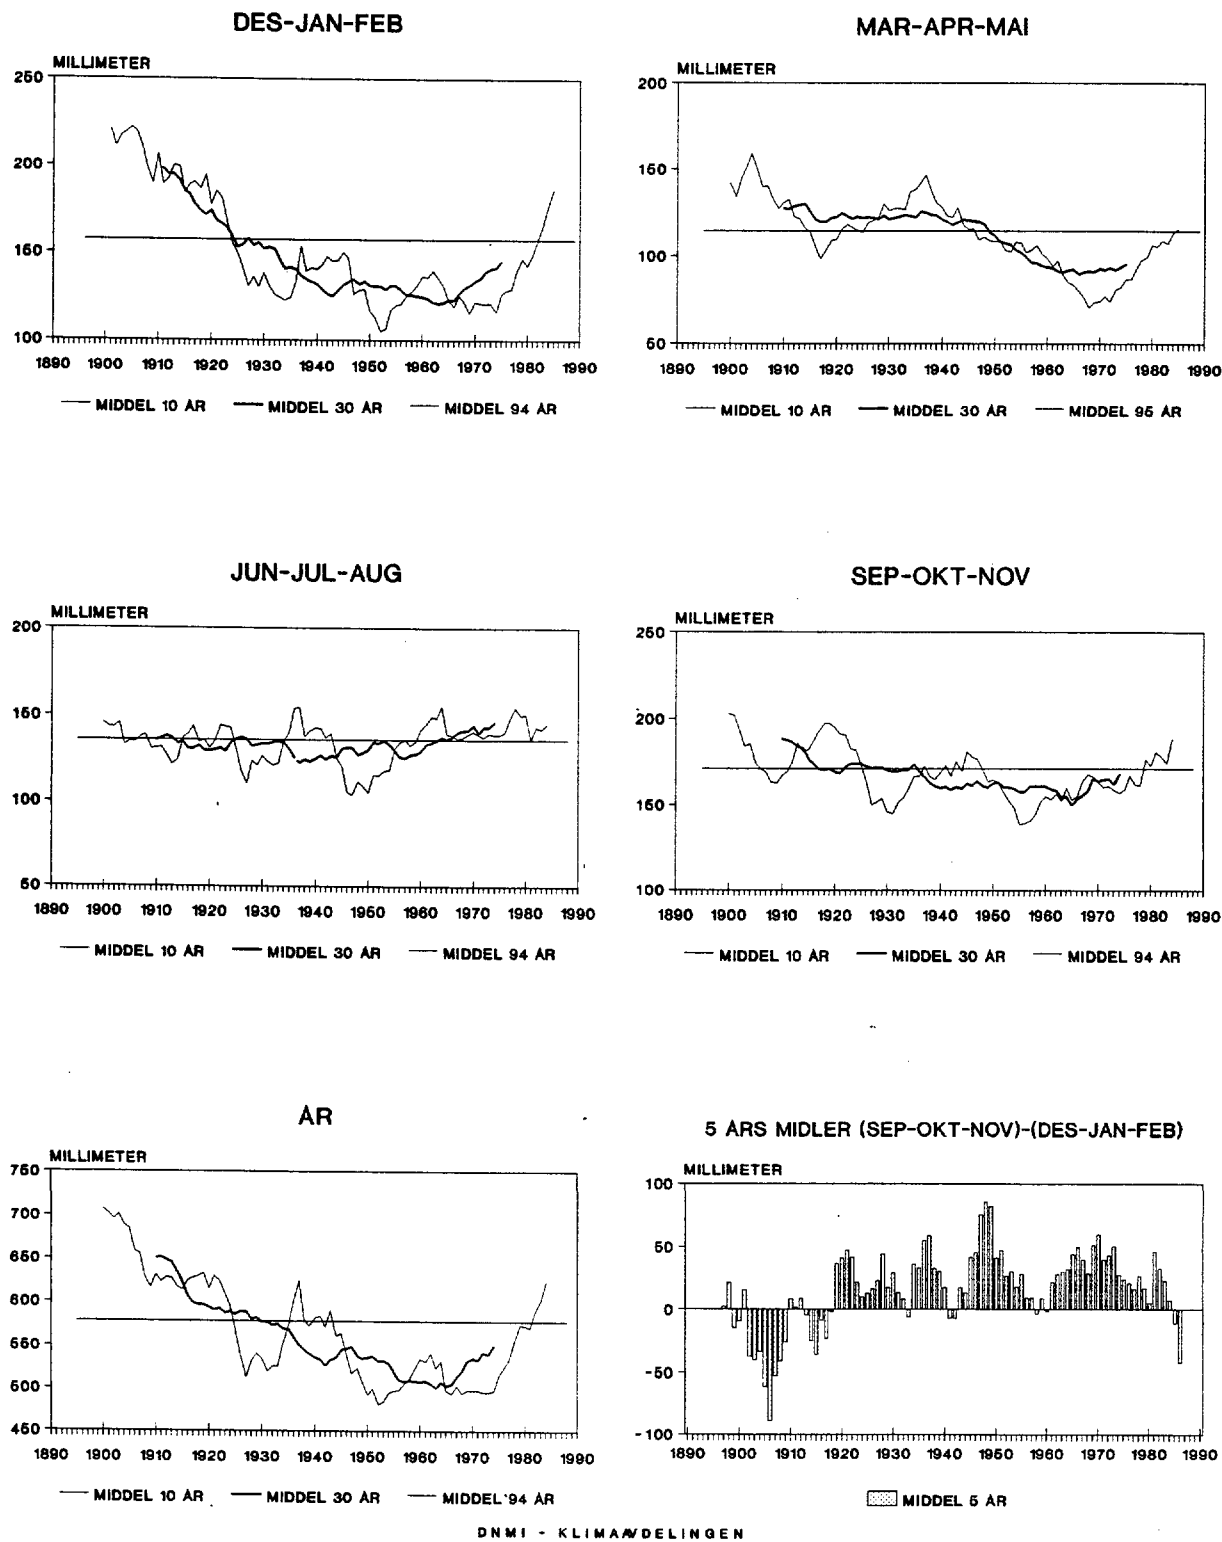 DES-JAN-FEB
MILLIMETER
250
200
150
100
1890 1900 1910 1920 1930 1940 1950 1960 1970 1980 1990
MIDDEL 10 ÅR MIDDEL 30 ÅR MIDDEL 94 ÅR
MAR-APR-MAI
MILLIMETER
200
150
100
50
1890 1900 1910 1920 1930 1940 1950 1960 1970 1980 1990
MIDDEL 10 ÅR MIDDEL 30 ÅR MIDDEL 95 ÅR
JUN-JUL-AUG
MILLIMETER
200
150
100
50
1890 1900 1910 1920 1930 1940 1950 1960 1970 1980 1990
MIDDEL 10 ÅR MIDDEL 30 ÅR MIDDEL 94 ÅR
SEP-OKT-NOV
MILLIMETER
250
200
150
100
1890 1900 1910 1920 1930 1940 1950 1960 1970 1980 1990
MIDDEL 10 ÅR MIDDEL 30 ÅR MIDDEL 94 ÅR
ÅR
MILLIMETER
750
700
650
600
550
500
450
1890 1900 1910 1920 1930 1940 1950 1960 1970 1980 1990
MIDDEL 10 ÅR MIDDEL 30 ÅR MIDDEL 94 ÅR
5 ÅRS MIDLER (SEP-OKT-NOV)-(DES-JAN-FEB)
MILLIMETER
100
50
0
-50
-100
1890 1900 1910 1920 1930 1940 1950 1960 1970 1980 1990
MIDDEL 5 ÅR
DNMI - KLIMAAVDELINGEN